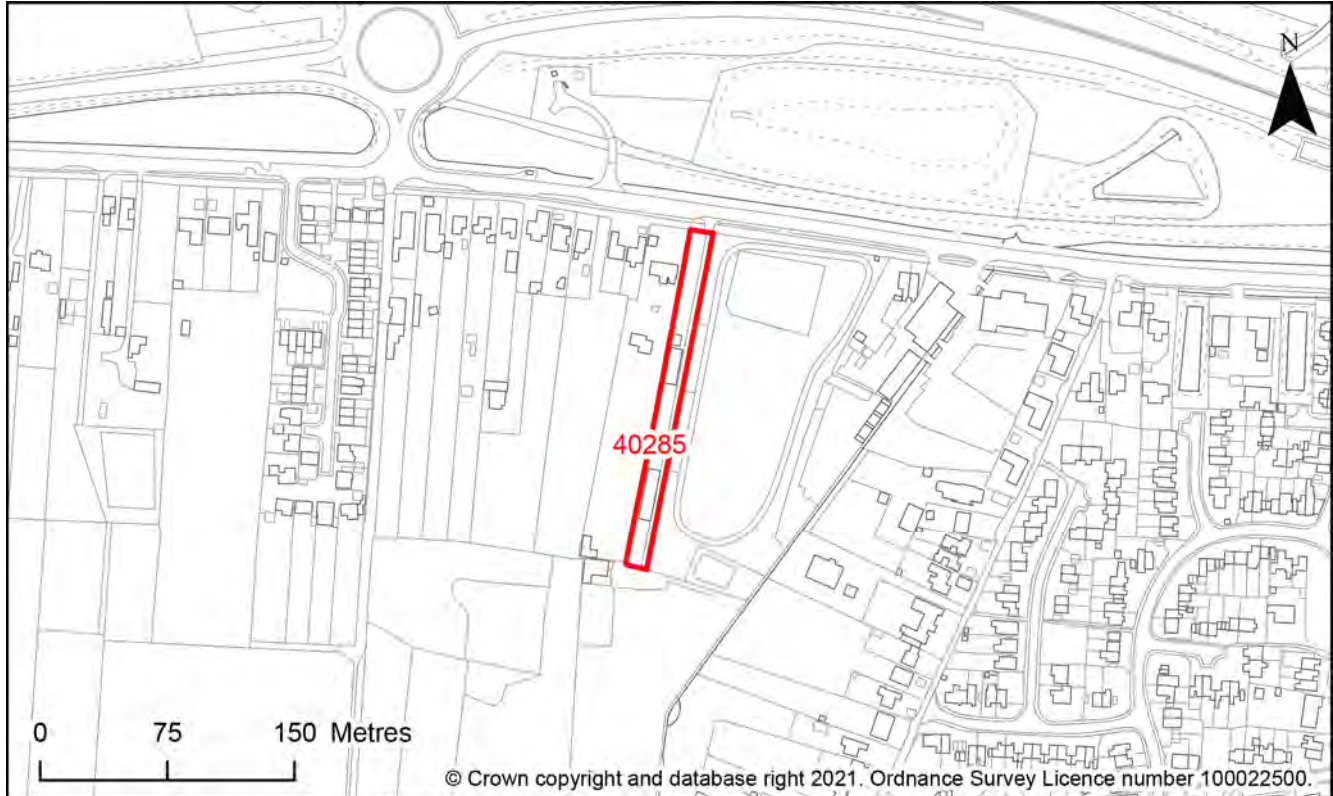 N
40285
0 75 150 Metres
© Crown copyright and database right 2021. Ordnance Survey Licence number 100022500.